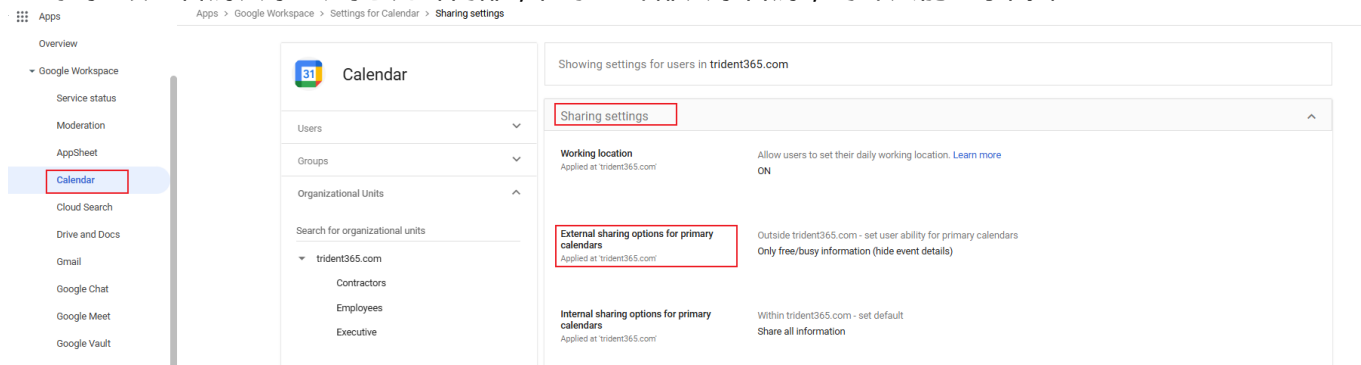 Apps
Apps > Google Workspace > Settings for Calendar > Sharing settings
Overview
Google Workspace
Service status
Moderation
AppSheet
Calendar
Cloud Search
Drive and Docs
Gmail
Google Chat
Google Meet
Google Vault
31 Calendar
Users
Groups
Organizational Units
Search for organizational units
trident365.com
Contractors
Employees
Executive
Showing settings for users in trident365.com
Sharing settings
Working location
Applied at 'trident365.com'
Allow users to set their daily working location. Learn more
ON
External sharing options for primary
calendars
Applied at 'trident365.com'
Outside trident365.com - set user ability for primary calendars
Only free/busy information (hide event details)
Internal sharing options for primary
calendars
Applied at 'trident365.com'
Within trident365.com - set default
Share all information